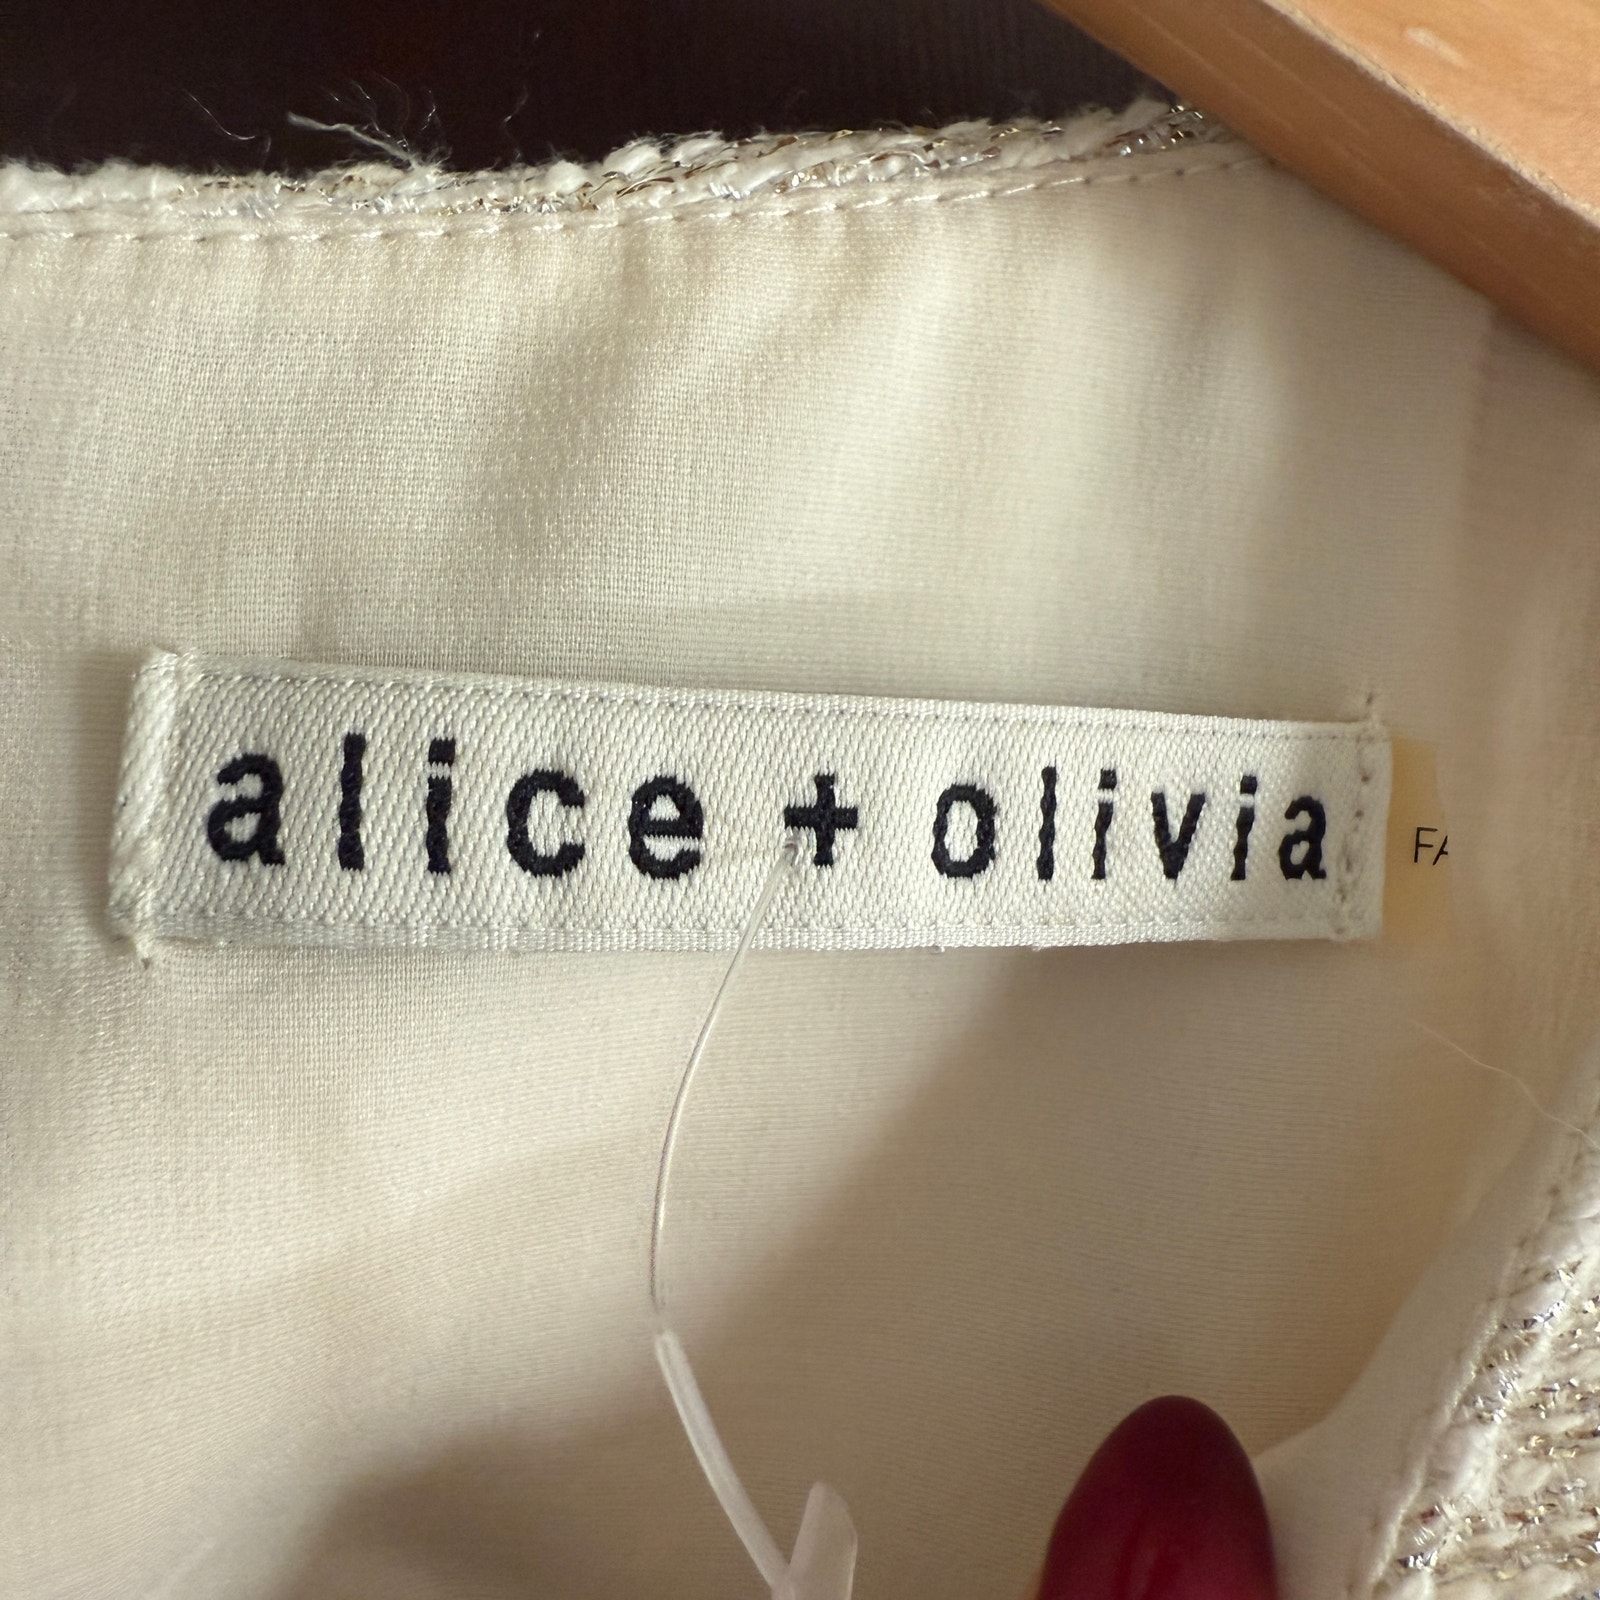 alice + olivia
FA